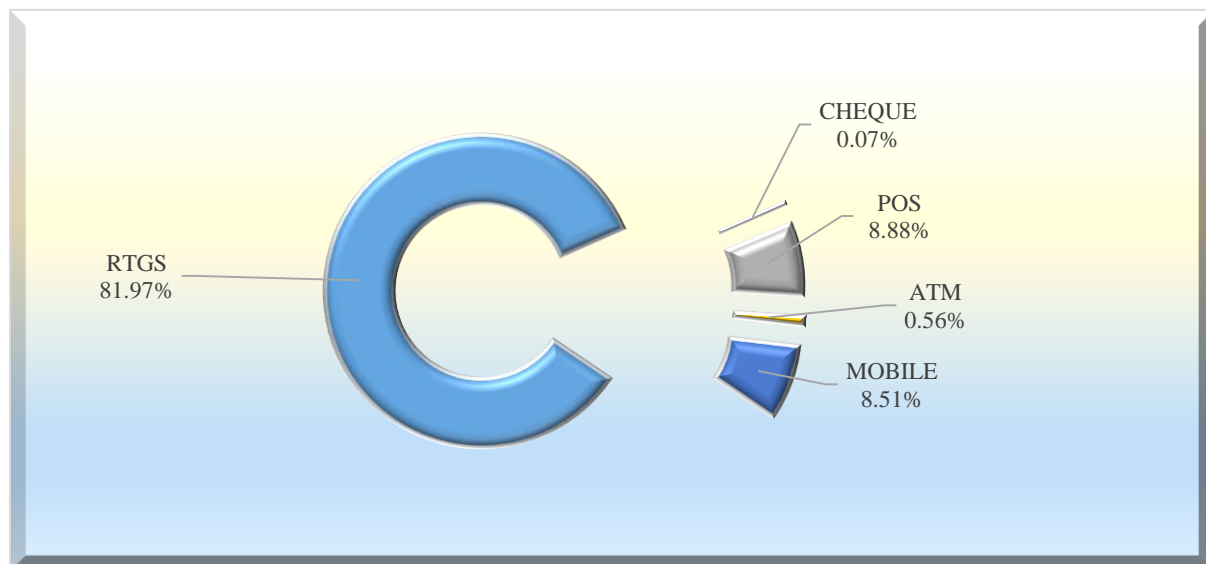 CHEQUE
0.07%
POS
8.88%
RTGS
81.97%
ATM
0.56%
MOBILE
8.51%